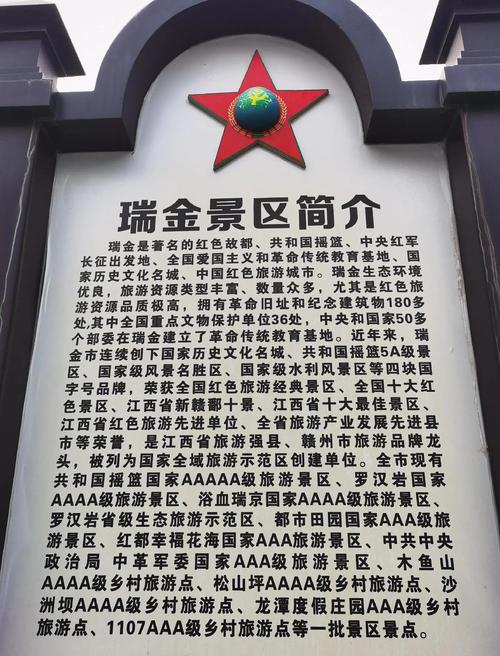 瑞金景区简介
瑞金是著名的红色故都、共和国摇篮、中央红军
长征出发地、全国爱国主义和革命传统教育基地、国
家历史文化名城、中国红色旅游城市。瑞金生态环境
优良，旅游资源类型丰富、数量众多，尤其是红色旅
游资源品质极高，拥有革命旧址和纪念建筑物180多
处,其中全国重点文物保护单位36处，中央和国家50多
个部委在瑞金建立了革命传统教育基地。近年来，瑞
金市连续创下国家历史文化名城、共和国摇篮5A级景
区、国家级风景名胜区、国家级水利风景区等四块国
字号品牌，荣获全国红色旅游经典景区、全国十大红
色景区、江西省新赣鄱十景、江西省十大最佳景区、
江西省红色旅游先进单位、全省旅游产业发展先进县
市等荣誉，是江西省旅游强县、赣州市旅游品牌龙
头，被列为国家全域旅游示范区创建单位。全市现有
共和国摇篮国家AAAAA级旅游景区、罗汉岩国家
AAAA级旅游景区、浴血瑞京国家AAAA级旅游景区、
罗汉岩省级生态旅游示范区、都市田园国家AAA级旅
游景区、红都幸福花海国家AAA级旅游景区、中共中央
政治局 中革军委国家AAA级旅游景区、木鱼山
AAAA级乡村旅游点、松山坪AAAA级乡村旅游点、沙
洲坝AAAA级乡村旅游点、龙潭度假庄园AAA级乡村
旅游点、1107AAA级乡村旅游点等一批景区景点。